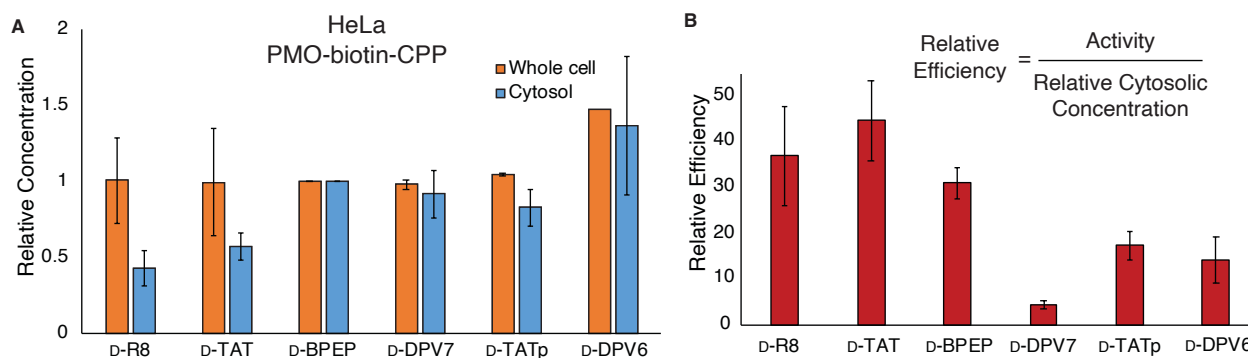 A
HeLa
PMO-biotin-CPP
Whole cell
Cytosol
Relative Concentration
2
1.5
1
0.5
0
D-R8
D-TAT
D-BPEP
D-DPV7
D-TATp
D-DPV6
B
Relative
Efficiency
=
Activity
Relative Cytosolic
Concentration
Relative Efficiency
50
40
30
20
10
0
D-R8
D-TAT
D-BPEP
D-DPV7
D-TATp
D-DPV6